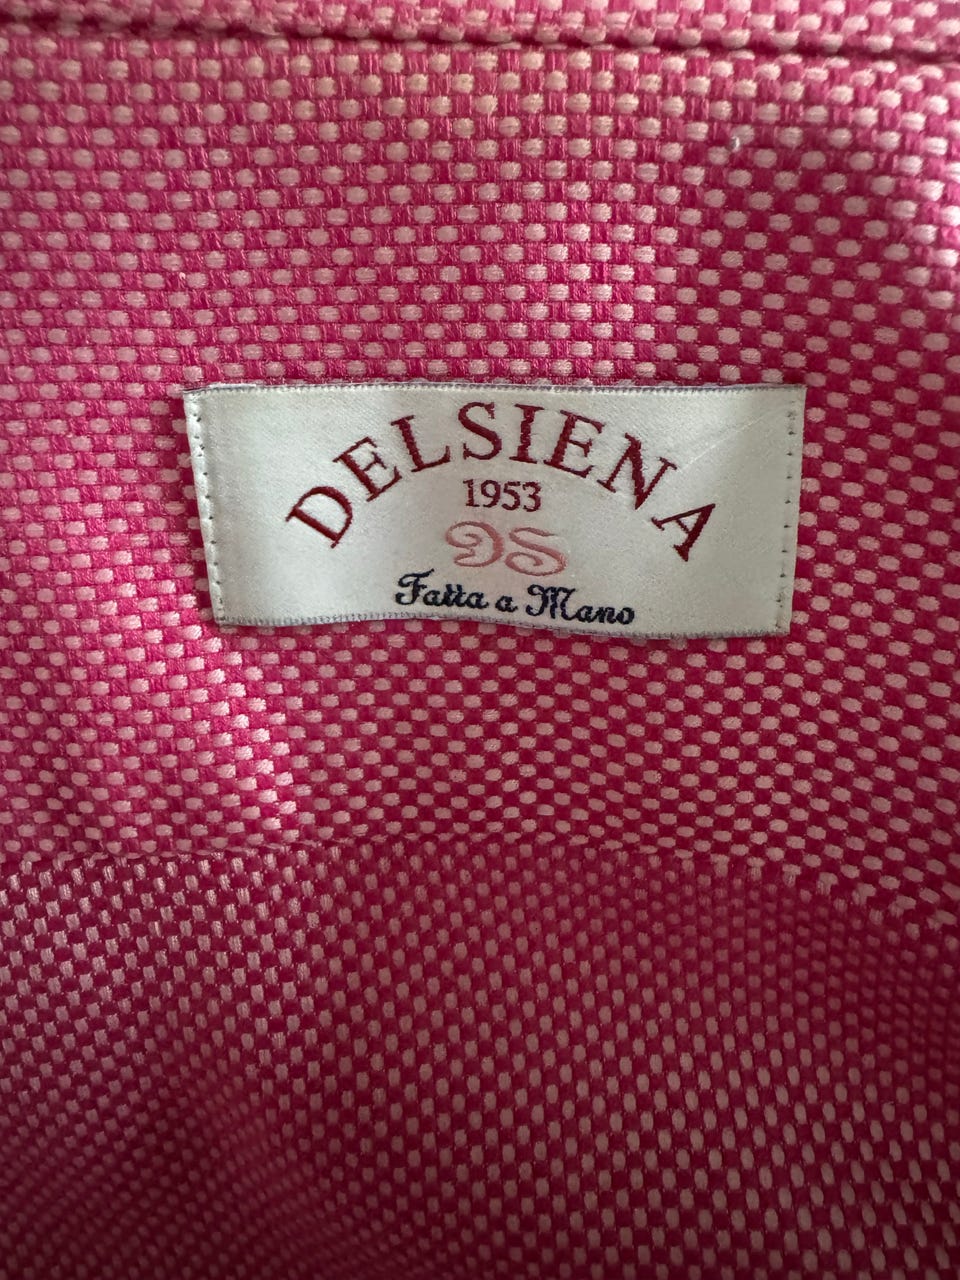 DELSIENA
1953
DS
Fatta a Mano